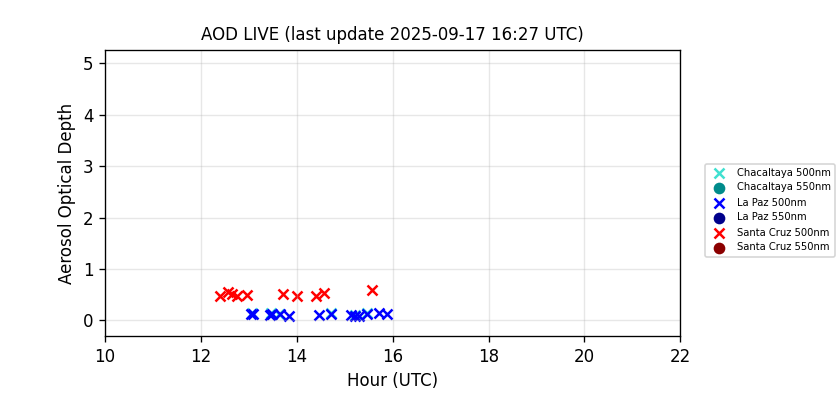 AOD LIVE (last update 2025-09-17 16:27 UTC)
Aerosol Optical Depth
5
4
3
2
1
0
10 12 14 16 18 20 22
Hour (UTC)
Chacaltaya 500nm
Chacaltaya 550nm
La Paz 500nm
La Paz 550nm
Santa Cruz 500nm
Santa Cruz 550nm